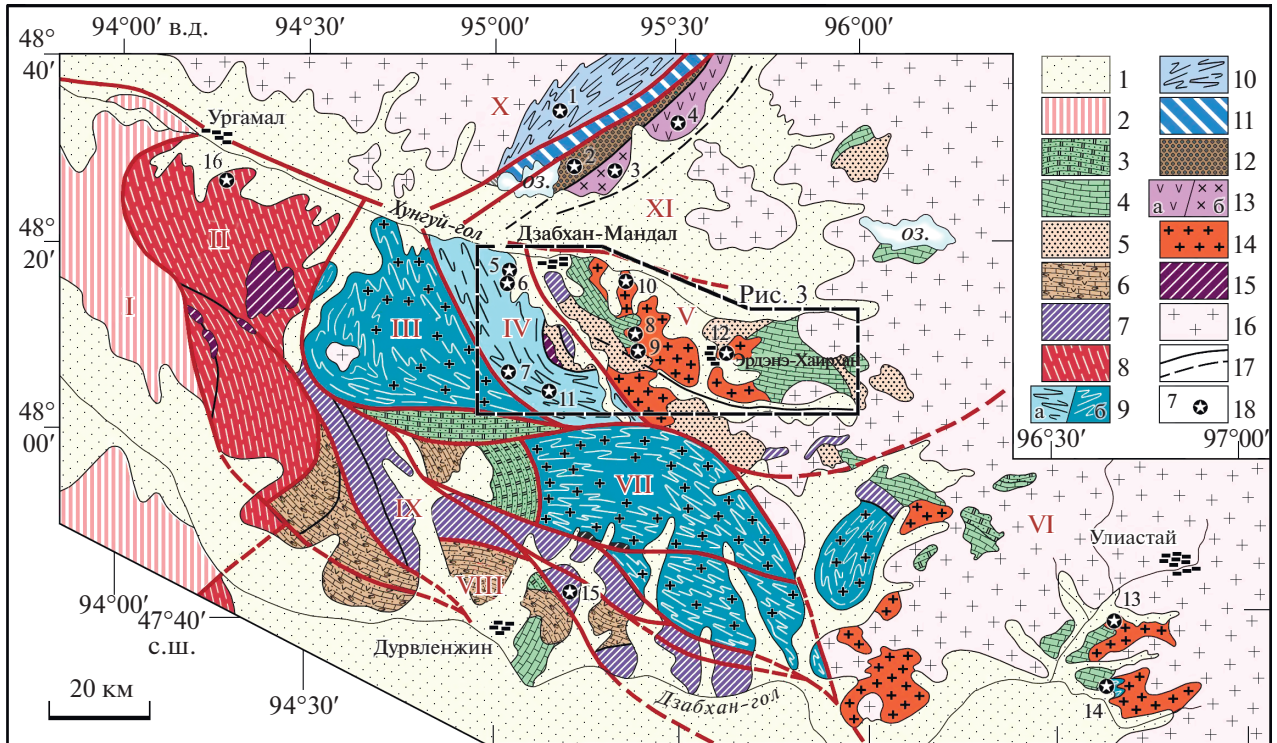 94°00′ в.д.
94°30′
95°00′
95°30′
96°00′
48°
40′
48°
20′
48°
00′
Ургамал
16
Хунгуй-гол
X
1
2
3
4
оз.
XI
Дзабхан-Мандал
оз.
Рис. 3
I
II
III
IV
V
5
6
7
11
10
8
9
12
Эрдэнэ-Хаирхан
VII
IX
VIII
15
VI
Улиастай
13
14
Дурвленжин
Дзабхан-гол
94°00′
47°40′
с.ш.
94°30′
20 км
96°30′
97°00′
1
2
3
4
5
6
7
8
а б 9
10
11
12
а б 13
14
15
16
17
7 18